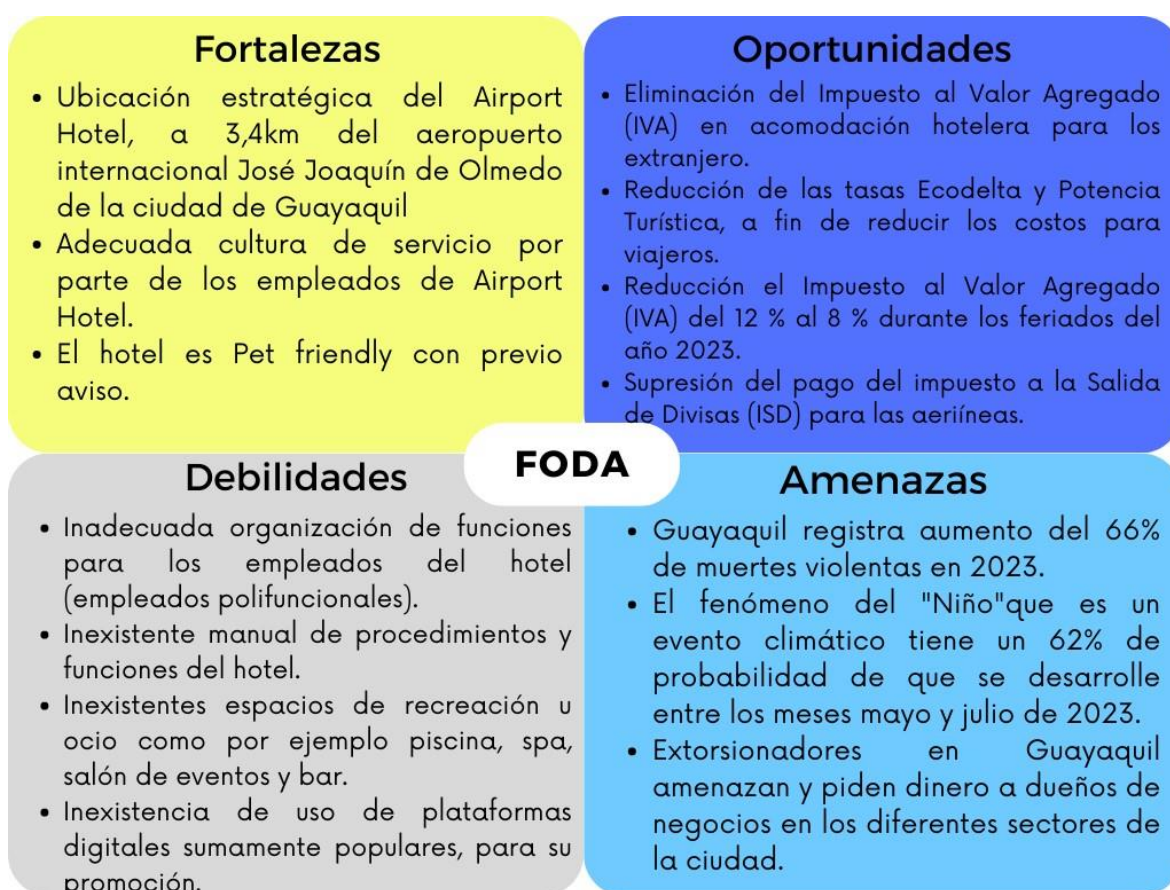 Fortalezas
• Ubicación estratégica del Airport
Hotel, a 3,4km del aeropuerto
internacional José Joaquín de Olmedo
de la ciudad de Guayaquil
• Adecuada cultura de servicio por
parte de los empleados de Airport
Hotel.
• El hotel es Pet friendly con previo
aviso.
Oportunidades
• Eliminación del Impuesto al Valor Agregado
(IVA) en acomodación hotelera para los
extranjero.
• Reducción de las tasas Ecodelta y Potencia
Turística, a fin de reducir los costos para
viajeros.
• Reducción el Impuesto al Valor Agregado
(IVA) del 12 % al 8 % durante los feriados del
año 2023.
• Supresión del pago del impuesto a la Salida
de Divisas (ISD) para las aeriíneas.
FODA
Debilidades
• Inadecuada organización de funciones
para los empleados del hotel
(empleados polifuncionales).
• Inexistente manual de procedimientos y
funciones del hotel.
• Inexistentes espacios de recreación u
ocio como por ejemplo piscina, spa,
salón de eventos y bar.
• Inexistencia de uso de plataformas
digitales sumamente populares, para su
promoción.
Amenazas
• Guayaquil registra aumento del 66%
de muertes violentas en 2023.
• El fenómeno del "Niño"que es un
evento climático tiene un 62% de
probabilidad de que se desarrolle
entre los meses mayo y julio de 2023.
• Extorsionadores en Guayaquil
amenazan y piden dinero a dueños de
negocios en los diferentes sectores de
la ciudad.